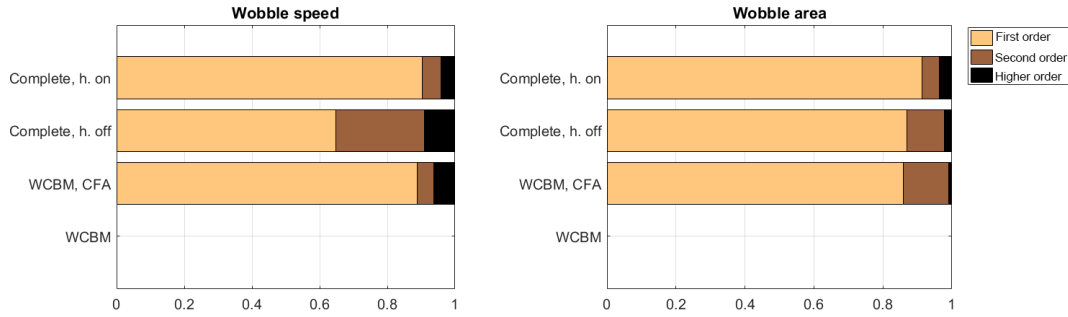 Wobble speed
Complete, h. on
Complete, h. off
WCBM, CFA
WCBM
0 0.2 0.4 0.6 0.8 1
Wobble area
Complete, h. on
Complete, h. off
WCBM, CFA
WCBM
0 0.2 0.4 0.6 0.8 1
First order
Second order
Higher order